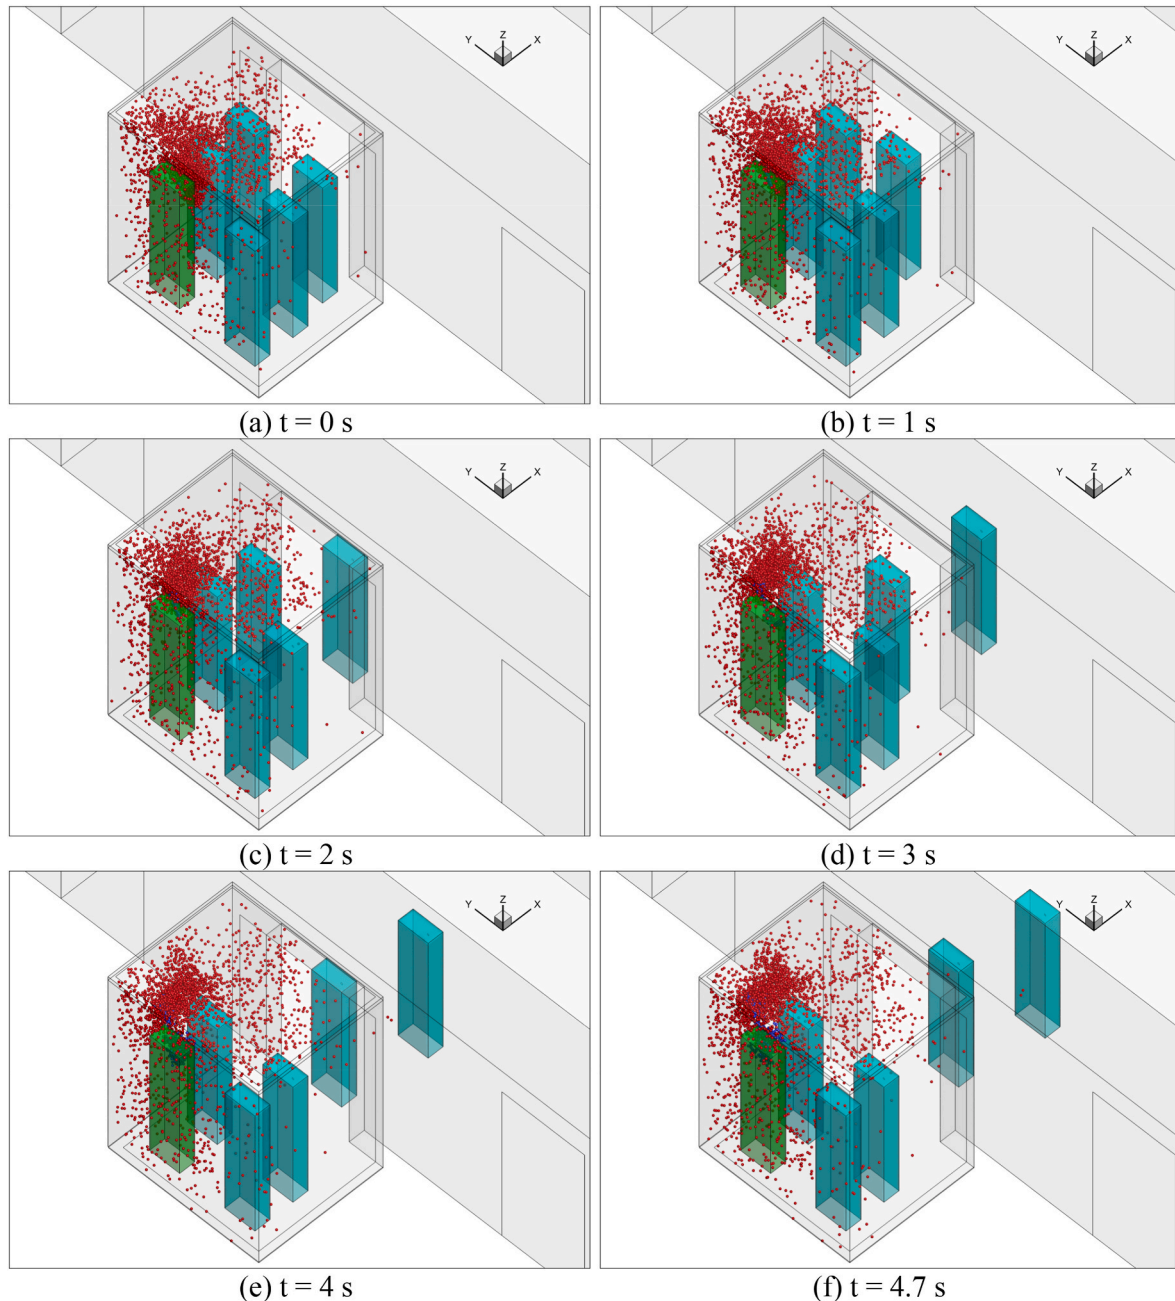 Z
Y X
Z
Y X
(a) t = 0 s
(b) t = 1 s
Z
Y X
Z
Y X
(c) t = 2 s
(d) t = 3 s
Z
Y X
Z
Y X
(e) t = 4 s
(f) t = 4.7 s